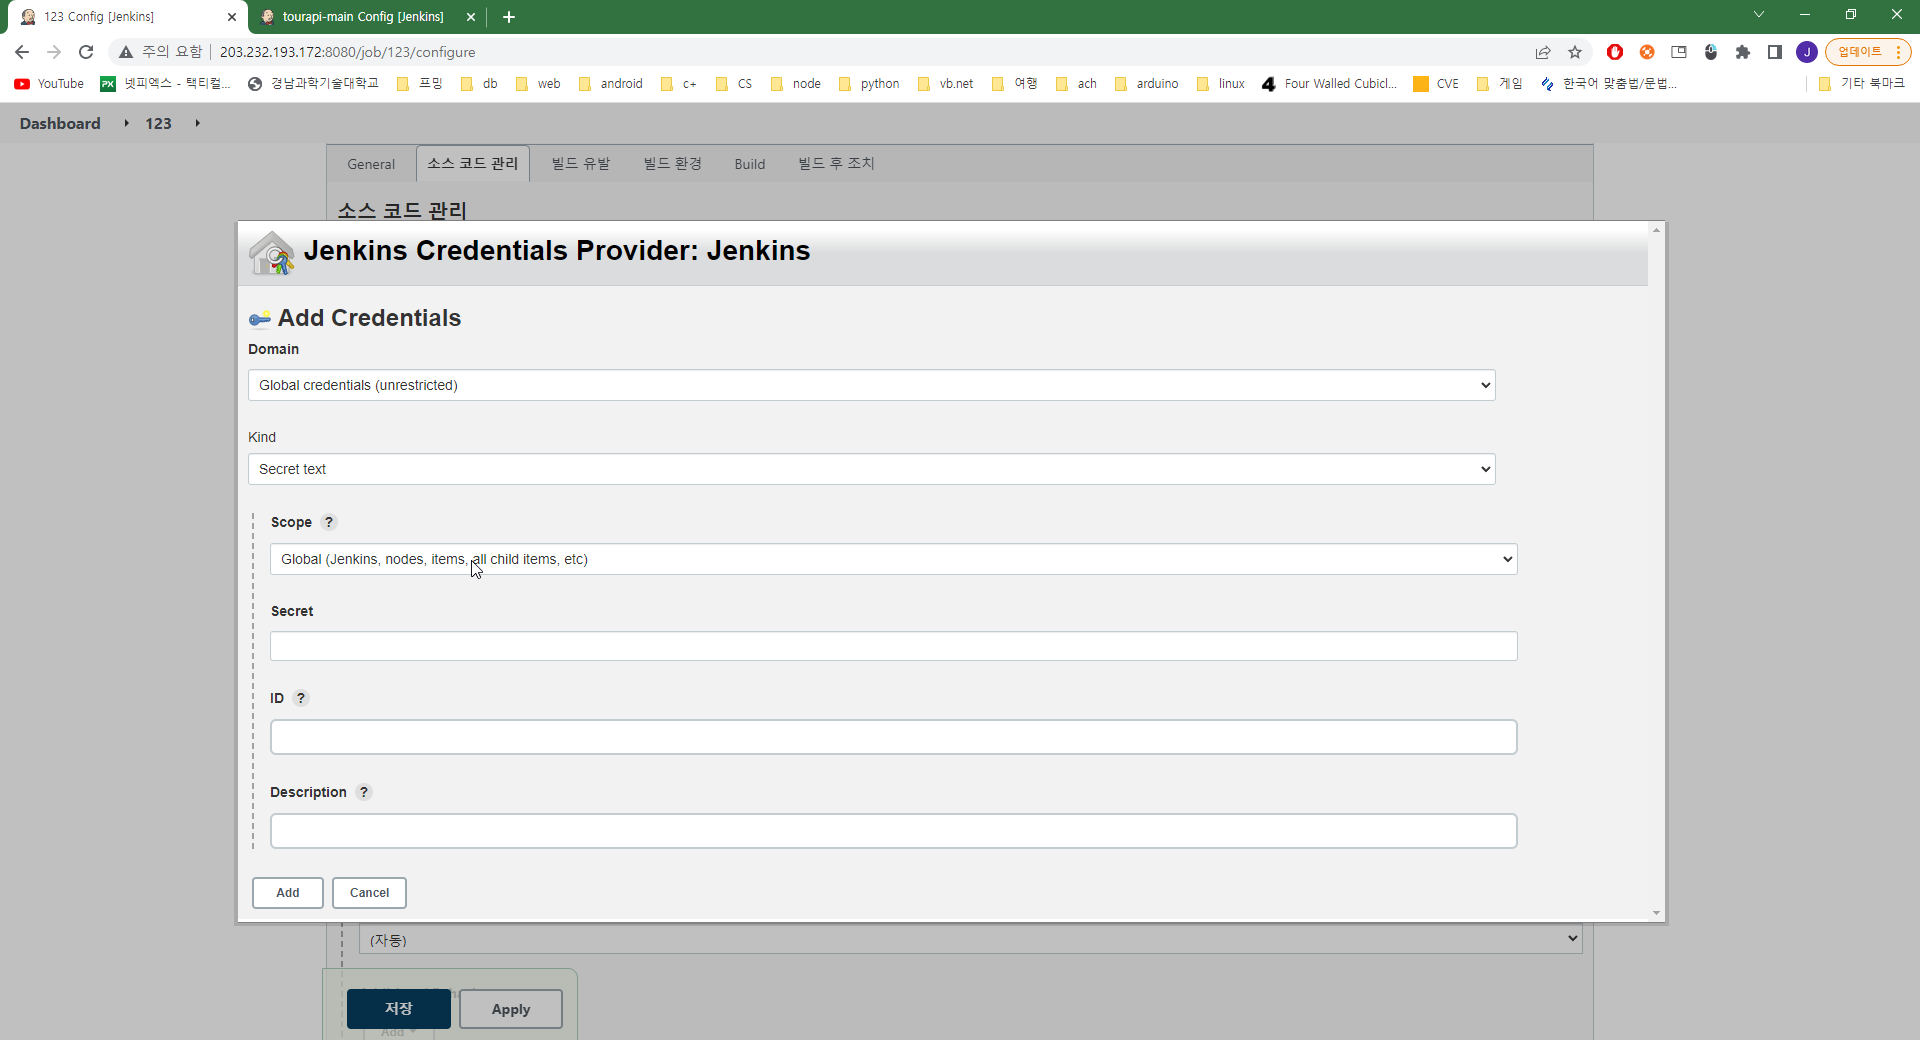 123 Config [Jenkins]
tourapi-main Config [Jenkins]
주의 요함
203.232.193.172:8080/job/123/configure
J
업데이트
YouTube
PX
넷피엑스 - 택티컬...
경남과학기술대학교
프밍
db
web
android
c+
CS
node
python
vb.net
여행
ach
arduino
linux
4
Four Walled Cubicl...
CVE
게임
한국어 맞춤법/문법...
기타 북마크
Dashboard
123
General
소스 코드 관리
빌드 유발
빌드 환경
Build
빌드 후 조치
소스 코드 관리
Jenkins Credentials Provider: Jenkins
Add Credentials
Domain
Global credentials (unrestricted)
Kind
Secret text
Scope ?
Global (Jenkins, nodes, items, all child items, etc)
Secret
ID ?
Description ?
Add
Cancel
(자동)
저장
Apply
Add